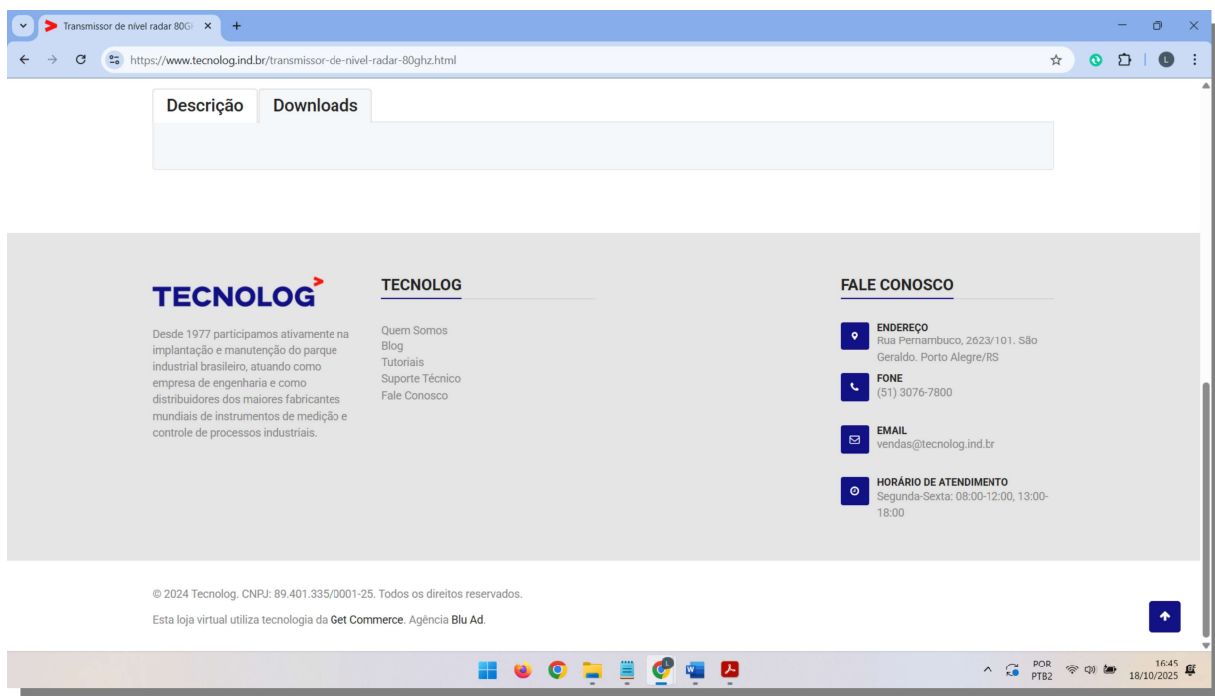 Transmissor de nível radar 80GH
https://www.tecnolog.ind.br/transmissor-de-nivel-radar-80ghz.html
L
Descrição
Downloads
TECNOLOG
Desde 1977 participamos ativamente na
implantação e manutenção do parque
industrial brasileiro, atuando como
empresa de engenharia e como
distribuidores dos maiores fabricantes
mundiais de instrumentos de medição e
controle de processos industriais.
TECNOLOG
Quem Somos
Blog
Tutoriais
Suporte Técnico
Fale Conosco
FALE CONOSCO
ENDEREÇO
Rua Pernambuco, 2623/101. São
Geraldo. Porto Alegre/RS
FONE
(51) 3076-7800
EMAIL
vendas@tecnolog.ind.br
HORÁRIO DE ATENDIMENTO
Segunda-Sexta: 08:00-12:00, 13:00-
18:00
© 2024 Tecnolog. CNPJ: 89.401.335/0001-25. Todos os direitos reservados.
Esta loja virtual utiliza tecnologia da Get Commerce. Agência Blu Ad.
POR
PTB2
16:45
18/10/2025